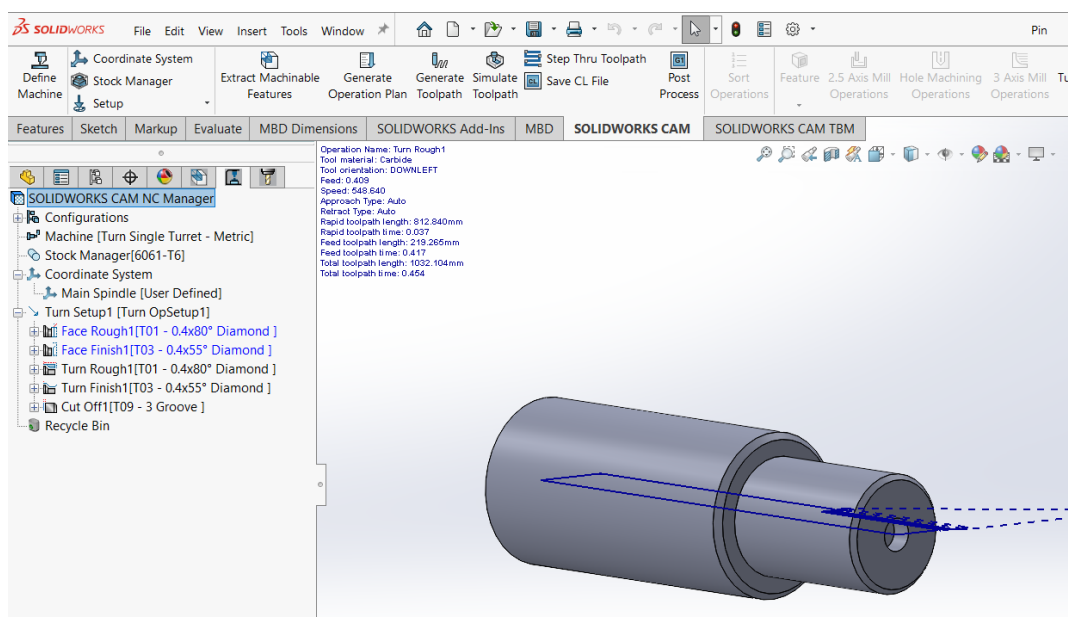 SOLIDWORKS File Edit View Insert Tools Window Pin
Define Machine
Coordinate System
Stock Manager
Setup
Extract Machinable Features
Generate Operation Plan
Generate Toolpath
Simulate Toolpath
Step Thru Toolpath
Save CL File
G1
Post Process
Sort Operations
Feature
2.5 Axis Mill Operations
Hole Machining Operations
3 Axis Mill Operations
Tu
Features Sketch Markup Evaluate MBD Dimensions SOLIDWORKS Add-Ins MBD SOLIDWORKS CAM SOLIDWORKS CAM TBM
SOLIDWORKS CAM NC Manager
Configurations
Machine [Turn Single Turret - Metric]
Stock Manager[6061-T6]
Coordinate System
Main Spindle [User Defined]
Turn Setup1 [Turn OpSetup1]
Face Rough1[T01 - 0.4x80° Diamond ]
Face Finish1[T03 - 0.4x55° Diamond ]
Turn Rough1[T01 - 0.4x80° Diamond ]
Turn Finish1[T03 - 0.4x55° Diamond ]
Cut Off1[T09 - 3 Groove ]
Recycle Bin
Operation Name: Turn Rough1
Tool material: Carbide
Tool orientation: DOWNLEFT
Feed: 0.409
Speed: 548.640
Approach Type: Auto
Retract Type: Auto
Rapid toolpath length: 812.840mm
Rapid toolpath time: 0.037
Feed toolpath length: 219.265mm
Feed toolpath time: 0.417
Total toolpath length: 1032.104mm
Total toolpath time: 0.454